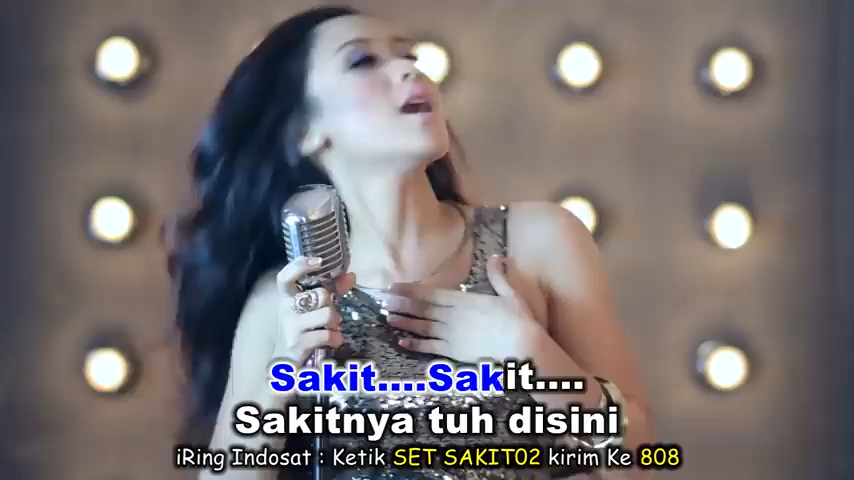 Sakit....Sakit....
Sakitnya tuh disini
iRing Indosat : Ketik SET SAKIT02 kirim Ke 808